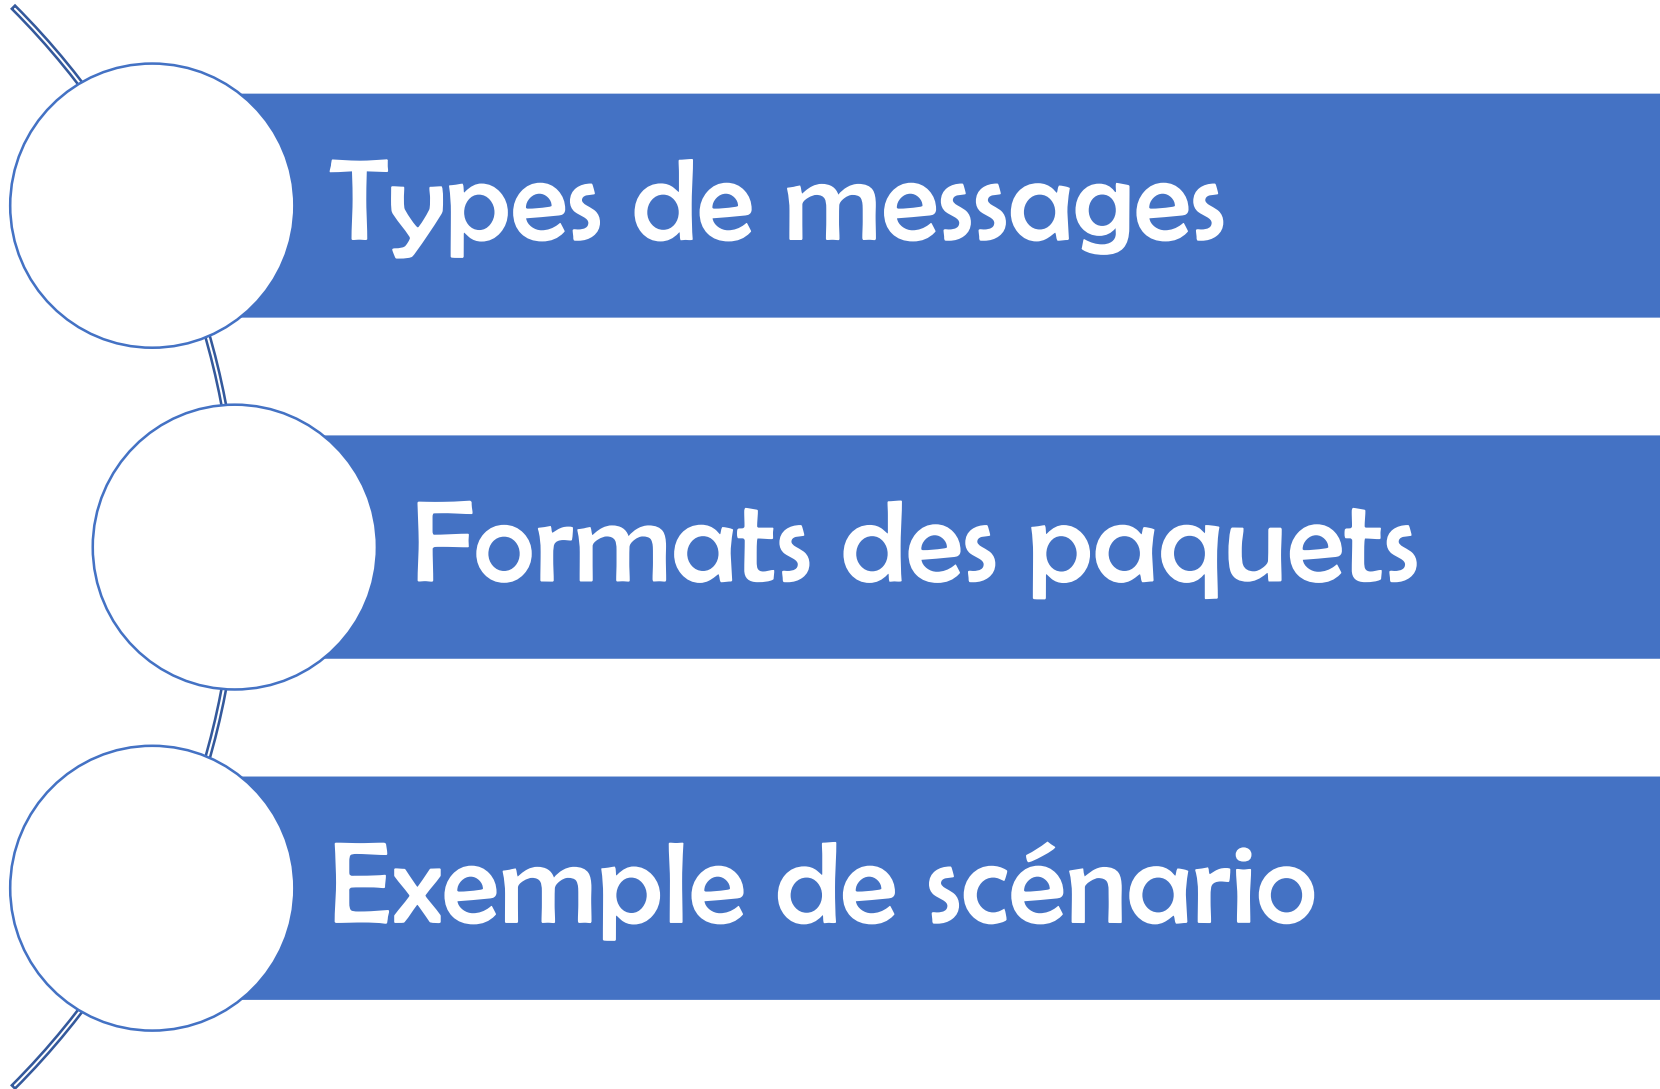 Types de messages
Formats des paquets
Exemple de scénario